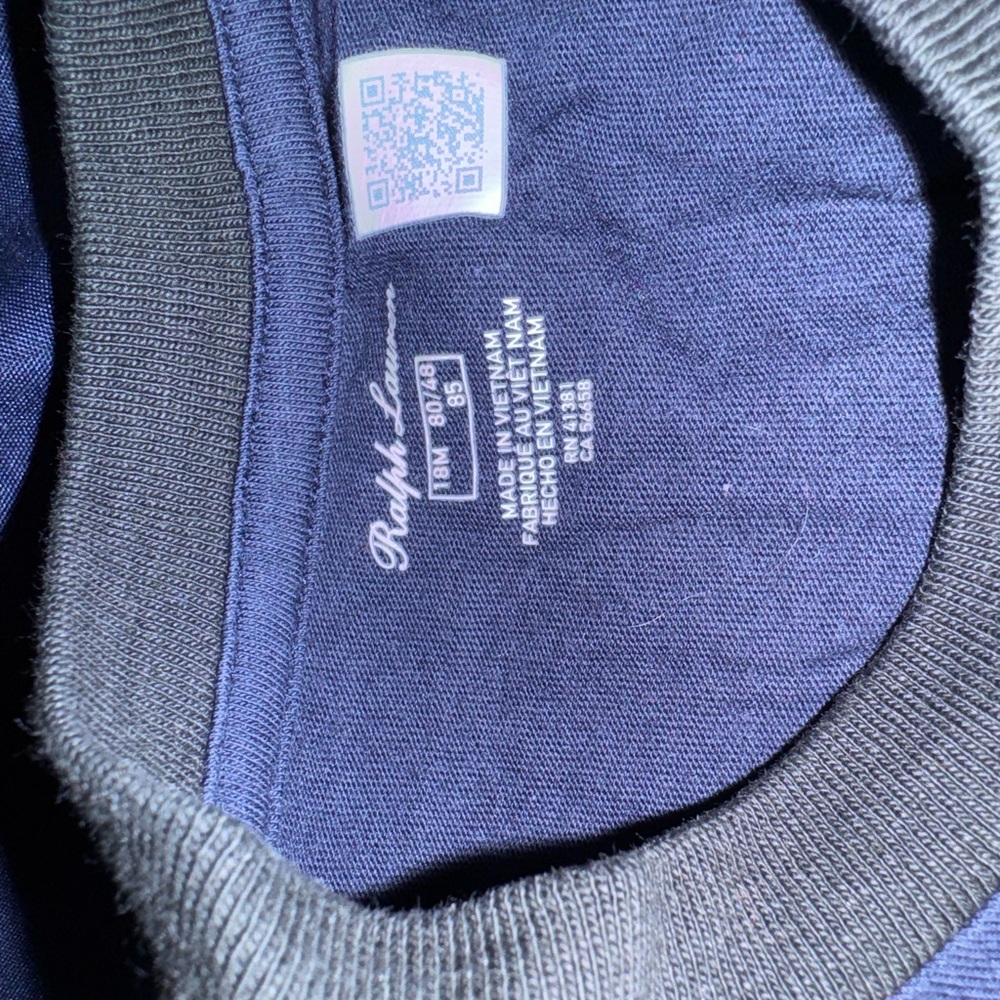 Ralph Lauren
18M 80/48
85
MADE IN VIETNAM
FABRIQUE AU VIET NAM
HECHO EN VIETNAM
RN 41381
CA 56658